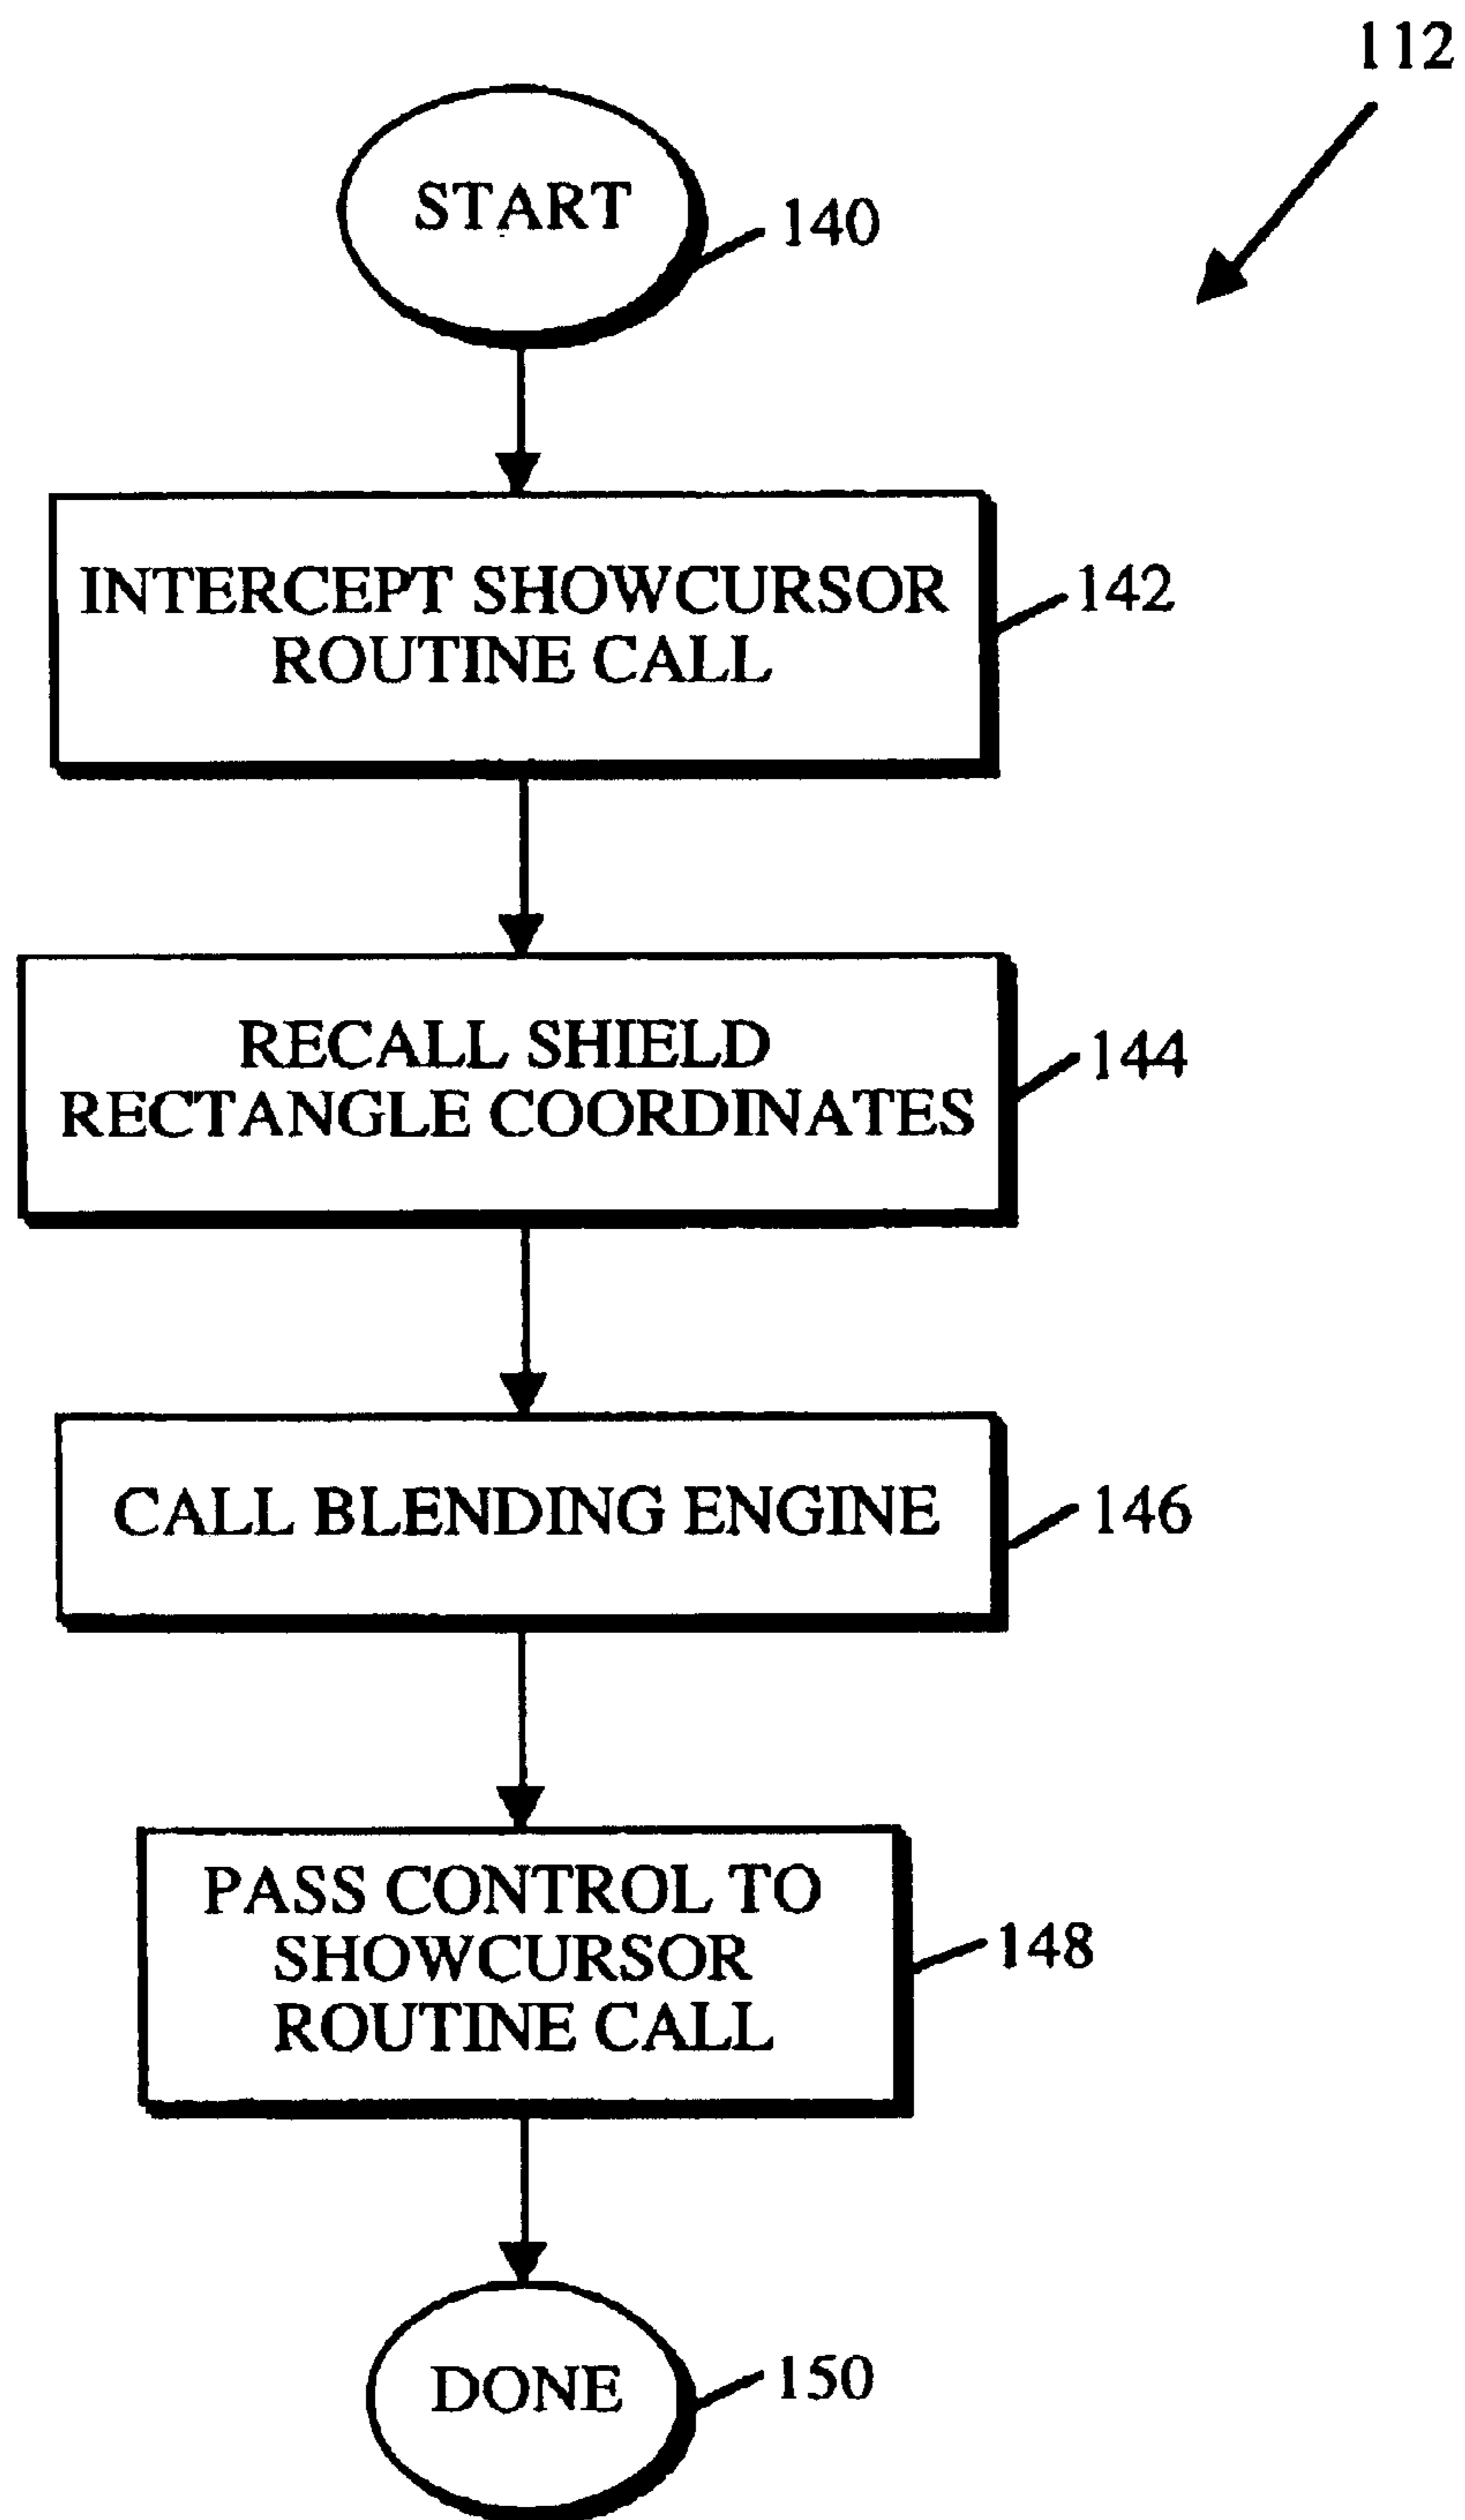 112
START
140
INTERCEPT SHOWCURSOR
ROUTINE CALL
142
RECALL SHIELD
RECTANGLE COORDINATES
144
CALL BLENDING ENGINE
146
PASS CONTROL TO
SHOWCURSOR
ROUTINE CALL
148
DONE
150